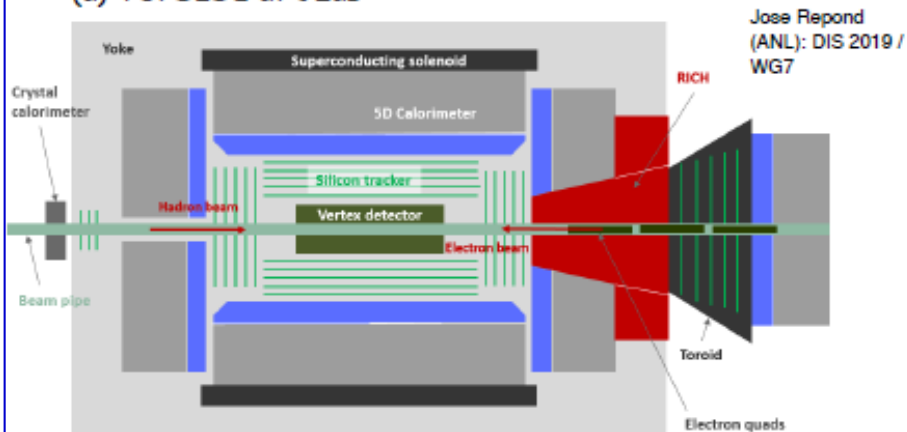 Jose Repond
(ANL): DIS 2019 /
WG7
Yoke
Superconducting solenoid
RICH
Crystal
calorimeter
5D Calorimeter
Silicon tracker
Hadron beam
Vertex detector
Electron beam
Beam pipe
Toroid
Electron quads